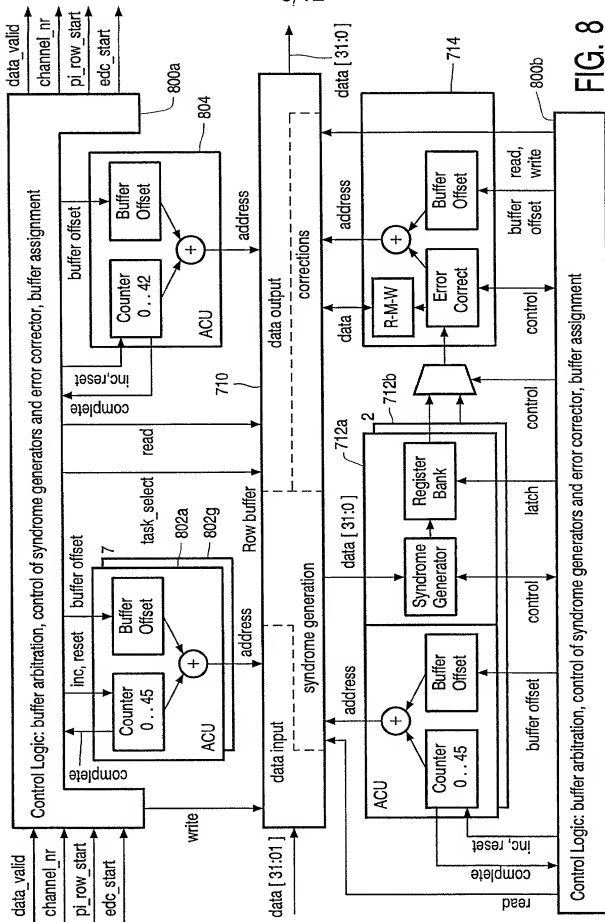 data_valid
channel_nr
pi_row_start
edc_start
data_valid
channel_nr
pi_row_start
edc_start
800a
Control Logic: buffer arbitration, control of syndrome generators and error corrector, buffer assignment
write
complete
inc, reset
buffer offset
task_select
read
complete
inc,reset
buffer offset
804
7
802a
802g
Counter
0 . . 45
Buffer
Offset
+
ACU
address
Counter
0 . . 42
Buffer
Offset
+
ACU
address
710
data [ 31:01 ]
data input
Row buffer
syndrome generation
data output
corrections
data [ 31:0 ]
address
data [ 31:0 ]
data
address
714
2
712a
712b
ACU
Counter
0 . . 45
Buffer
Offset
+
Syndrome
Generator
Register
Bank
R-M-W
Error
Correct
+
Buffer
Offset
read
complete
inc,reset
buffer offset
control
latch
control
control
buffer
offset
read,
write
800b
Control Logic: buffer arbitration, control of syndrome generators and error corrector, buffer assignment
FIG. 8